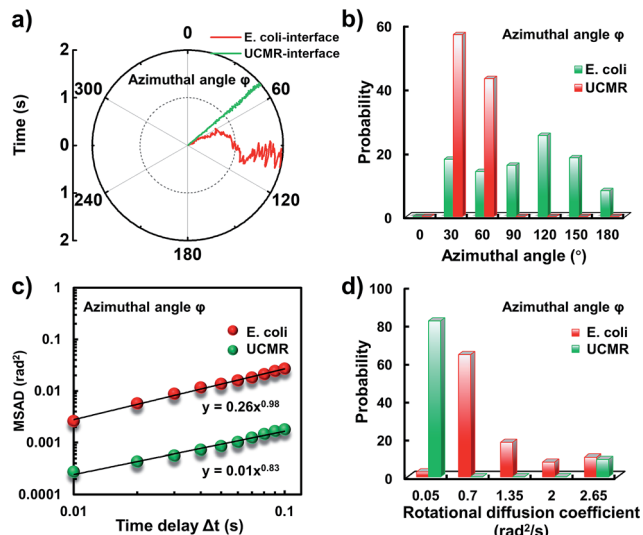 a)
0
E. coli-interface
UCMR-interface
Azimuthal angle φ
2
1
0
1
2
Time (s)
300
60
240
120
180
b)
Azimuthal angle φ
E. coli
UCMR
Probability
60
40
20
0
0 30 60 90 120 150 180
Azimuthal angle (°)
c)
Azimuthal angle φ
E. coli
UCMR
MSAD (rad²)
1
0.1
0.01
0.001
0.0001
y = 0.26x^0.98
y = 0.01x^0.83
0.01 0.1
Time delay Δt (s)
d)
Azimuthal angle φ
E. coli
UCMR
Probability
100
80
60
40
20
0
0.05 0.7 1.35 2 2.65
Rotational diffusion coefficient
(rad²/s)